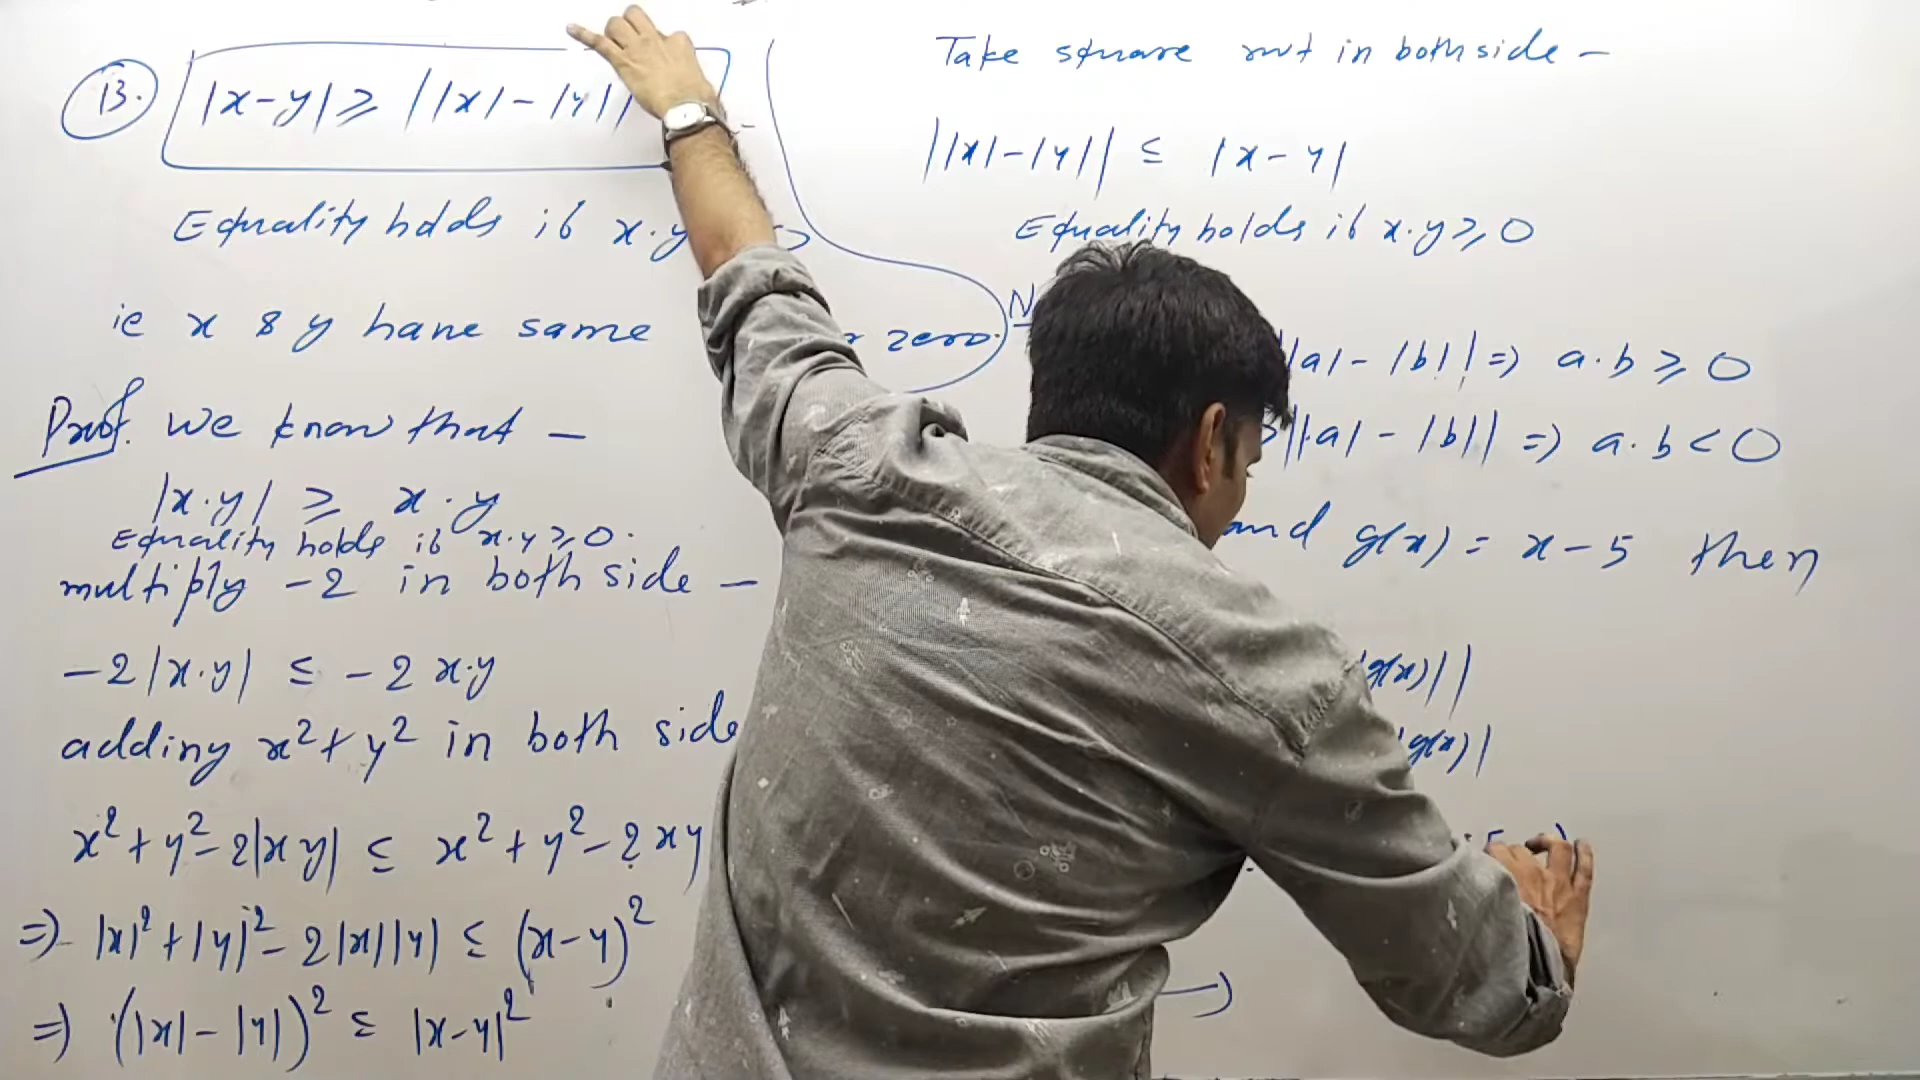 13. |x-y| ≥ ||x| - |y||
Equality holds if x.y
ie x & y have same zero.
Proof. we know that —
|x.y| ≥ x.y
Equality holds if x.y ≥ 0.
multiply -2 in both side —
-2|x.y| ≤ -2 x.y
adding x²+y² in both side
x²+y²-2|xy| ≤ x²+y²-2xy
=> |x|²+|y|²-2|x||y| ≤ (x-y)²
=> (|x|-|y|)² ≤ |x-y|²
Take square root in both side —
||x|-|y|| ≤ |x-y|
Equality holds if x.y ≥ 0
|a| - |b|| => a.b ≥ 0
||a| - |b|| => a.b < 0
and g(x) = x-5 then
g(x)||
g(x)|